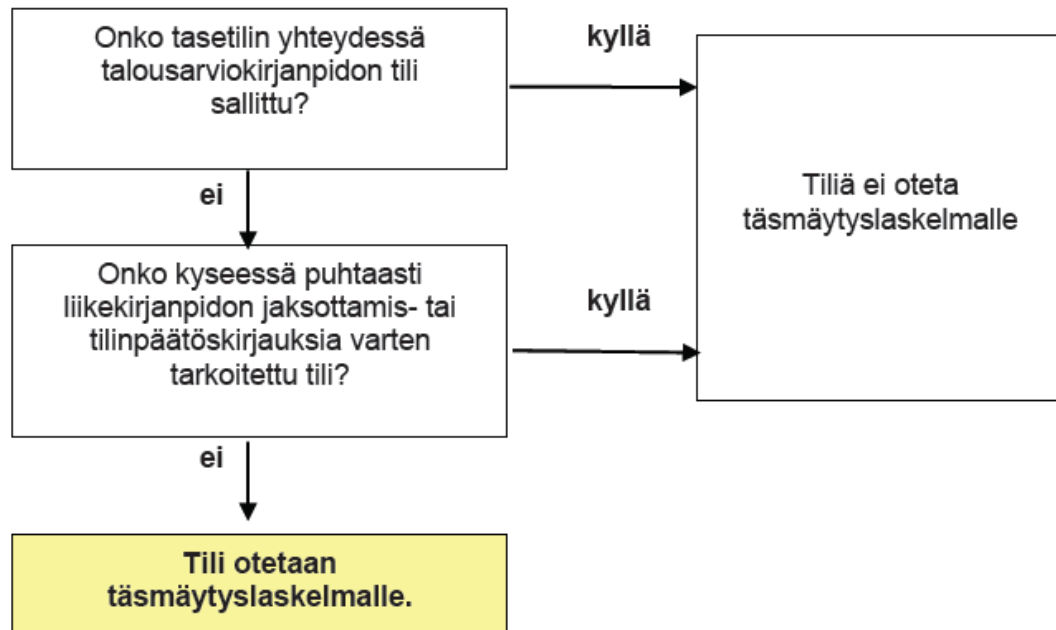 Onko tasetilin yhteydessä
talousarviokirjanpidon tili
sallittu?
kyllä
Tiliä ei oteta
täsmäytyslaskelmalle
ei
Onko kyseessä puhtaasti
liikekirjanpidon jaksottamis- tai
tilinpäätöskirjauksia varten
tarkoitettu tili?
kyllä
ei
Tili otetaan
täsmäytyslaskelmalle.